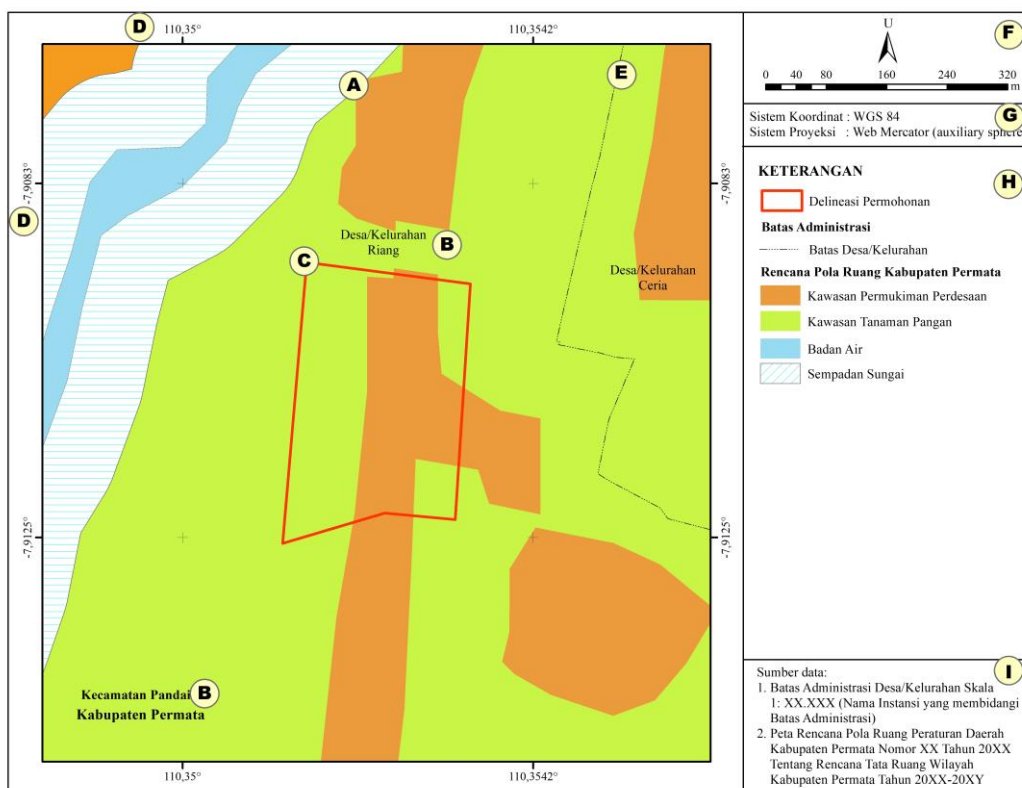 D
110,35°
110,3542°
A
E
-7,9083°
-7,9083°
D
Desa/Kelurahan
Riang
B
C
Desa/Kelurahan
Ceria
-7,9125°
-7,9125°
Kecamatan Pandai
B
Kabupaten Permata
110,35°
110,3542°
U
F
0 40 80 160 240 320
m
G
Sistem Koordinat : WGS 84
Sistem Proyeksi : Web Mercator (auxiliary sphere
KETERANGAN
H
Delineasi Permohonan
Batas Administrasi
Batas Desa/Kelurahan
Rencana Pola Ruang Kabupaten Permata
Kawasan Permukiman Perdesaan
Kawasan Tanaman Pangan
Badan Air
Sempadan Sungai
I
Sumber data:
1. Batas Administrasi Desa/Kelurahan Skala
1: XX.XXX (Nama Instansi yang membidangi
Batas Administrasi)
2. Peta Rencana Pola Ruang Peraturan Daerah
Kabupaten Permata Nomor XX Tahun 20XX
Tentang Rencana Tata Ruang Wilayah
Kabupaten Permata Tahun 20XX-20XY